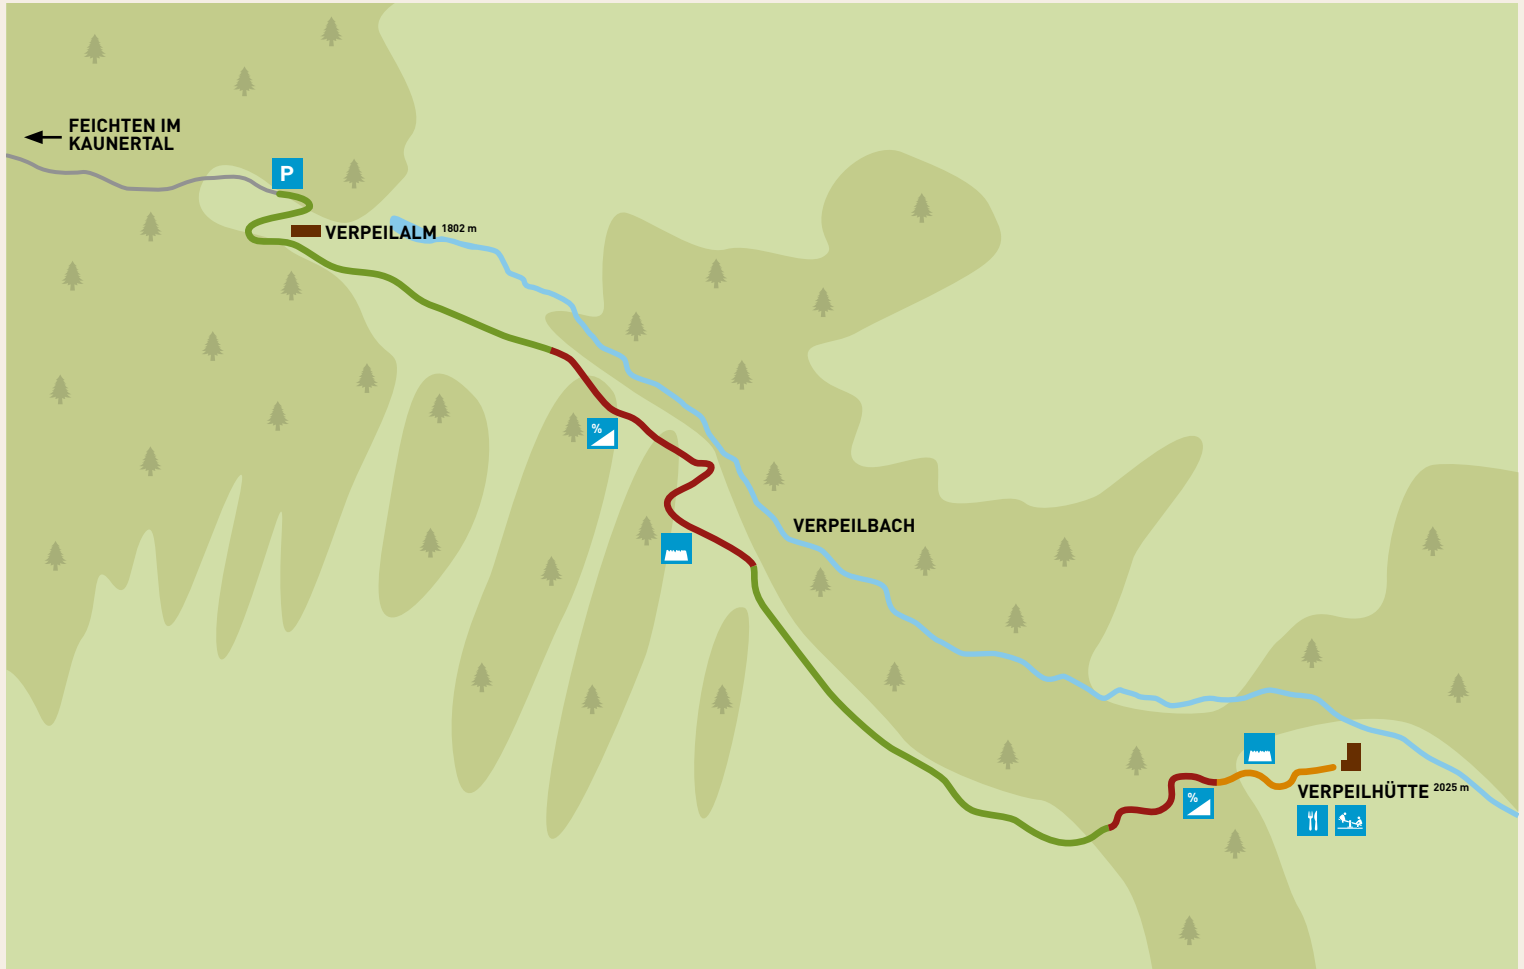 FEICHTEN IM
KAUNERTAL
P
VERPEILALM 1802 m
%
VERPEILBACH
%
VERPEILHÜTTE 2025 m